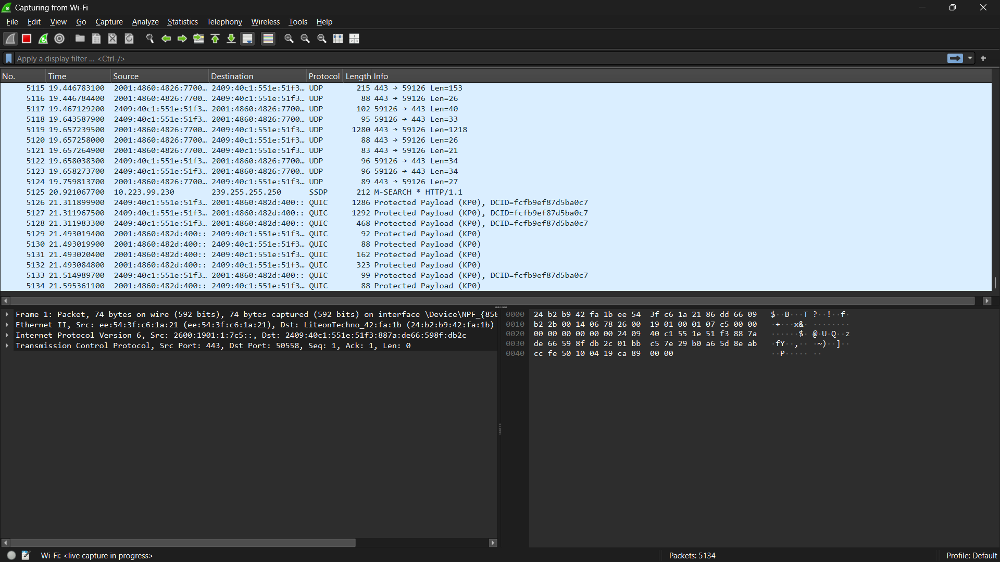 Capturing from Wi-Fi
File Edit View Go Capture Analyze Statistics Telephony Wireless Tools Help
Apply a display filter ... <Ctrl-/>
No. Time Source Destination Protocol Length Info
5115 19.446783100 2001:4860:4826:7700… 2409:40c1:551e:51f3… UDP 215 443 → 59126 Len=153
5116 19.446784400 2001:4860:4826:7700… 2409:40c1:551e:51f3… UDP 88 443 → 59126 Len=26
5117 19.467129200 2409:40c1:551e:51f3… 2001:4860:4826:7700… UDP 102 59126 → 443 Len=40
5118 19.643587900 2409:40c1:551e:51f3… 2001:4860:4826:7700… UDP 95 59126 → 443 Len=33
5119 19.657239500 2001:4860:4826:7700… 2409:40c1:551e:51f3… UDP 1280 443 → 59126 Len=1218
5120 19.657258000 2001:4860:4826:7700… 2409:40c1:551e:51f3… UDP 88 443 → 59126 Len=26
5121 19.657264900 2001:4860:4826:7700… 2409:40c1:551e:51f3… UDP 83 443 → 59126 Len=21
5122 19.658038300 2409:40c1:551e:51f3… 2001:4860:4826:7700… UDP 96 59126 → 443 Len=34
5123 19.658273700 2409:40c1:551e:51f3… 2001:4860:4826:7700… UDP 96 59126 → 443 Len=34
5124 19.759813700 2001:4860:4826:7700… 2409:40c1:551e:51f3… UDP 89 443 → 59126 Len=27
5125 20.921067700 10.223.99.230 239.255.255.250 SSDP 212 M-SEARCH * HTTP/1.1
5126 21.311899900 2409:40c1:551e:51f3… 2001:4860:482d:400:: QUIC 1286 Protected Payload (KP0), DCID=fcfb9ef87d5ba0c7
5127 21.311967500 2409:40c1:551e:51f3… 2001:4860:482d:400:: QUIC 1292 Protected Payload (KP0), DCID=fcfb9ef87d5ba0c7
5128 21.311983300 2409:40c1:551e:51f3… 2001:4860:482d:400:: QUIC 468 Protected Payload (KP0), DCID=fcfb9ef87d5ba0c7
5129 21.493019400 2001:4860:482d:400:: 2409:40c1:551e:51f3… QUIC 92 Protected Payload (KP0)
5130 21.493019900 2001:4860:482d:400:: 2409:40c1:551e:51f3… QUIC 88 Protected Payload (KP0)
5131 21.493020400 2001:4860:482d:400:: 2409:40c1:551e:51f3… QUIC 162 Protected Payload (KP0)
5132 21.493084800 2001:4860:482d:400:: 2409:40c1:551e:51f3… QUIC 323 Protected Payload (KP0)
5133 21.514989700 2409:40c1:551e:51f3… 2001:4860:482d:400:: QUIC 99 Protected Payload (KP0), DCID=fcfb9ef87d5ba0c7
5134 21.595361100 2001:4860:482d:400:: 2409:40c1:551e:51f3… QUIC 88 Protected Payload (KP0)
Frame 1: Packet, 74 bytes on wire (592 bits), 74 bytes captured (592 bits) on interface \Device\NPF_{858
Ethernet II, Src: ee:54:3f:c6:1a:21 (ee:54:3f:c6:1a:21), Dst: LiteonTechno_42:fa:1b (24:b2:b9:42:fa:1b)
Internet Protocol Version 6, Src: 2600:1901:1:7c5::, Dst: 2409:40c1:551e:51f3:887a:de66:598f:db2c
Transmission Control Protocol, Src Port: 443, Dst Port: 50558, Seq: 1, Ack: 1, Len: 0
0000 24 b2 b9 42 fa 1b ee 54 3f c6 1a 21 86 dd 66 09 $··B···T ?··!··f·
0010 b2 2b 00 14 06 78 26 00 19 01 00 01 07 c5 00 00 ·+···x&· ········
0020 00 00 00 00 00 00 24 09 40 c1 55 1e 51 f3 88 7a ······$· @·U·Q··z
0030 de 66 59 8f db 2c 01 bb c5 7e 29 b0 a6 5d 8e ab ·fY··,·· ·~)··]··
0040 cc fe 50 10 04 19 ca 89 00 00 ··P····· ··
Wi-Fi: <live capture in progress>
Packets: 5134
Profile: Default